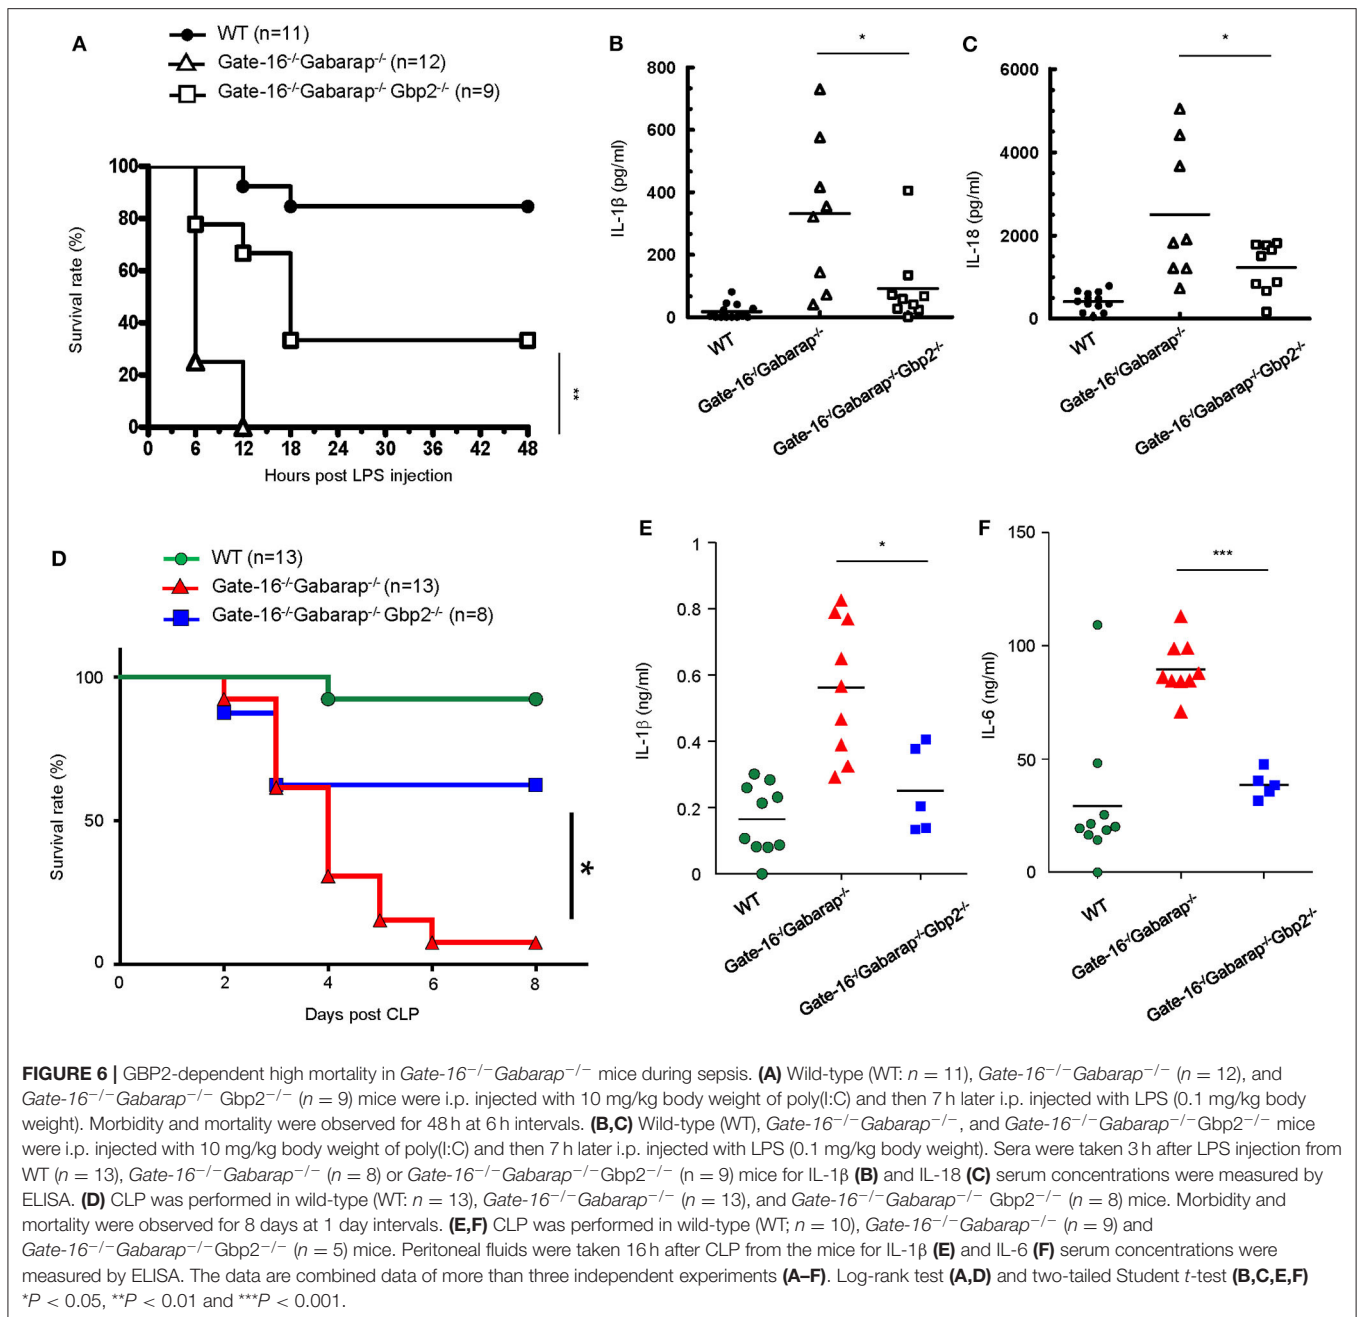 A
WT (n=11)
Gate-16-/-Gabarap-/- (n=12)
Gate-16-/-Gabarap-/- Gbp2-/- (n=9)
100
80
60
40
20
0
Survival rate (%)
0 6 12 18 24 30 36 42 48
Hours post LPS injection
**
B
*
800
600
400
200
0
IL-1β (pg/ml)
WT
Gate-16-/Gabarap-/-
Gate-16-/Gabarap-/-Gbp2-/-
C
*
6000
4000
2000
0
IL-18 (pg/ml)
WT
Gate-16-/Gabarap-/-
Gate-16-/Gabarap-/-Gbp2-/-
D
WT (n=13)
Gate-16-/-Gabarap-/- (n=13)
Gate-16-/-Gabarap-/- Gbp2-/- (n=8)
100
50
0
Survival rate (%)
0 2 4 6 8
Days post CLP
*
E
*
1
0.8
0.6
0.4
0.2
0
IL-1β (ng/ml)
WT
Gate-16-/Gabarap-/-
Gate-16-/Gabarap-/-Gbp2-/-
F
***
150
100
50
0
IL-6 (ng/ml)
WT
Gate-16-/Gabarap-/-
Gate-16-/Gabarap-/-Gbp2-/-
FIGURE 6 | GBP2-dependent high mortality in Gate-16−/−Gabarap−/− mice during sepsis. (A) Wild-type (WT: n = 11), Gate-16−/−Gabarap−/− (n = 12), and
Gate-16−/−Gabarap−/− Gbp2−/− (n = 9) mice were i.p. injected with 10 mg/kg body weight of poly(I:C) and then 7 h later i.p. injected with LPS (0.1 mg/kg body
weight). Morbidity and mortality were observed for 48 h at 6 h intervals. (B,C) Wild-type (WT), Gate-16−/−Gabarap−/−, and Gate-16−/−Gabarap−/−Gbp2−/− mice
were i.p. injected with 10 mg/kg body weight of poly(I:C) and then 7 h later i.p. injected with LPS (0.1 mg/kg body weight). Sera were taken 3 h after LPS injection from
WT (n = 13), Gate-16−/−Gabarap−/− (n = 8) or Gate-16−/−Gabarap−/−Gbp2−/− (n = 9) mice for IL-1β (B) and IL-18 (C) serum concentrations were measured by
ELISA. (D) CLP was performed in wild-type (WT: n = 13), Gate-16−/−Gabarap−/− (n = 13), and Gate-16−/−Gabarap−/− Gbp2−/− (n = 8) mice. Morbidity and
mortality were observed for 8 days at 1 day intervals. (E,F) CLP was performed in wild-type (WT; n = 10), Gate-16−/−Gabarap−/− (n = 9) and
Gate-16−/−Gabarap−/−Gbp2−/− (n = 5) mice. Peritoneal fluids were taken 16 h after CLP from the mice for IL-1β (E) and IL-6 (F) serum concentrations were
measured by ELISA. The data are combined data of more than three independent experiments (A–F). Log-rank test (A,D) and two-tailed Student t-test (B,C,E,F)
*P < 0.05, **P < 0.01 and ***P < 0.001.